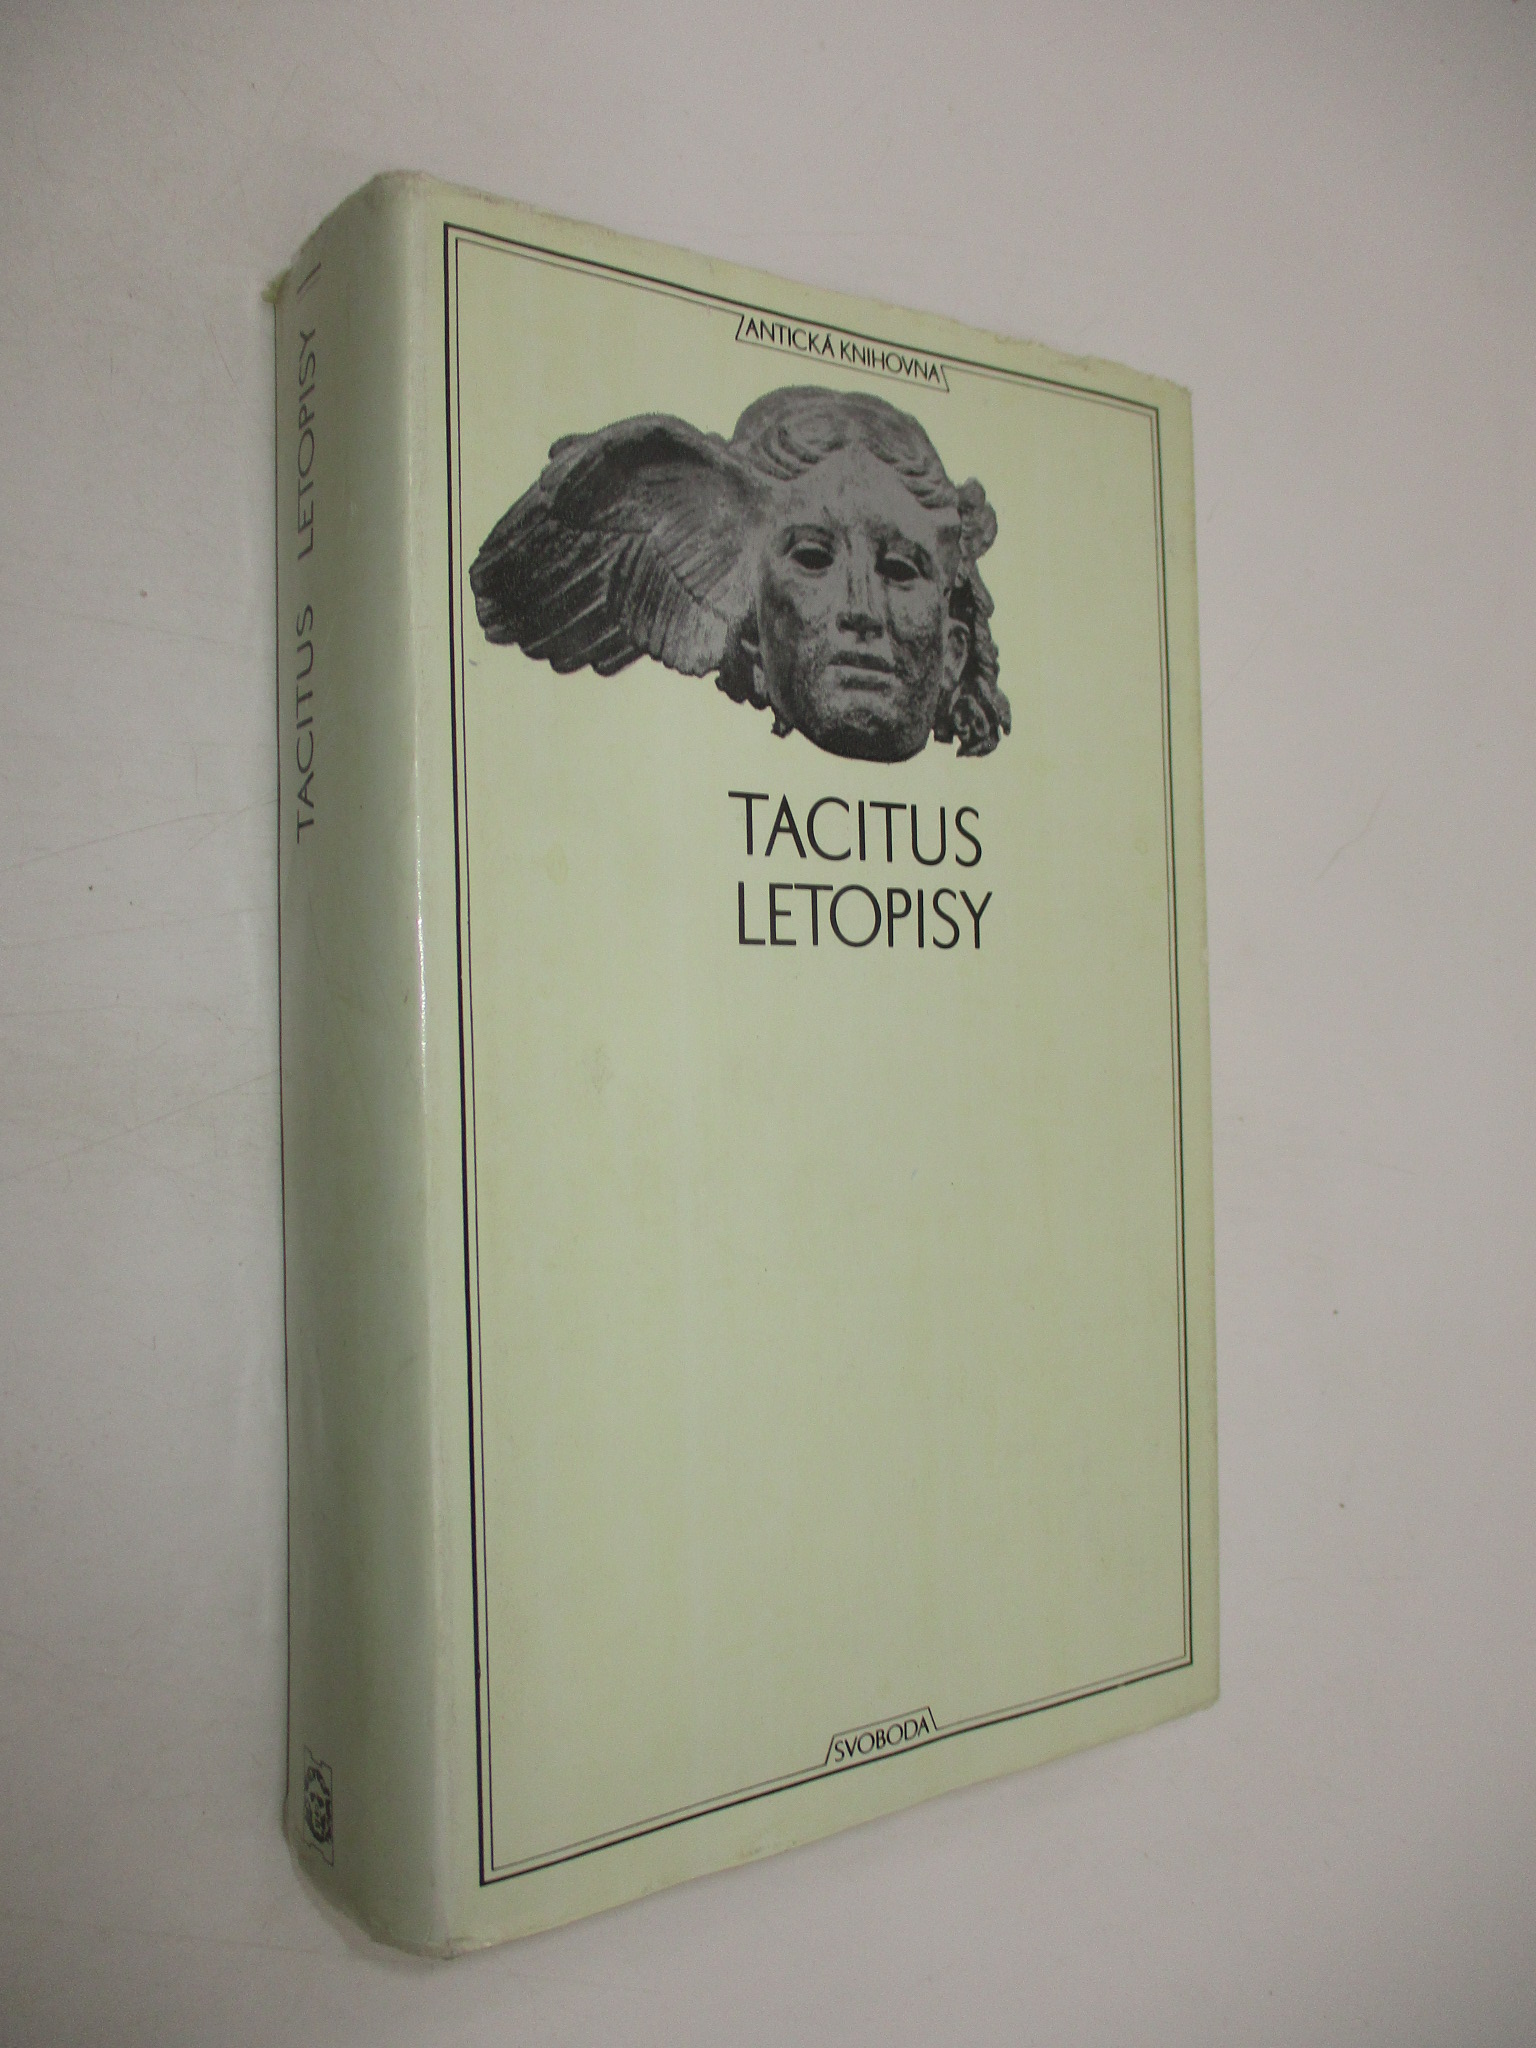 ANTICKÁ KNIHOVNA
TACITUS
LETOPISY
SVOBODA
TACITUS LETOPISY